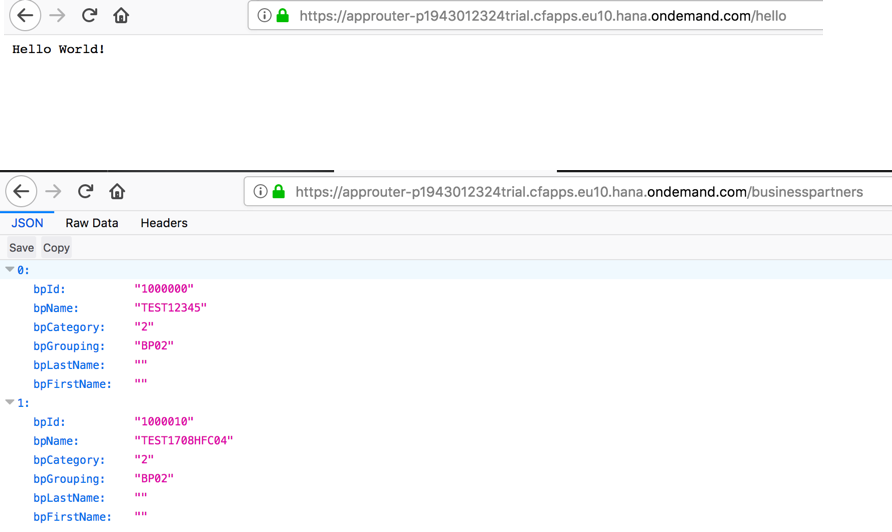 https://approuter-p1943012324trial.cfapps.eu10.hana.ondemand.com/hello
Hello World!
https://approuter-p1943012324trial.cfapps.eu10.hana.ondemand.com/businesspartners
JSON Raw Data Headers
Save Copy
0:
bpId: "1000000"
bpName: "TEST12345"
bpCategory: "2"
bpGrouping: "BP02"
bpLastName: ""
bpFirstName: ""
1:
bpId: "1000010"
bpName: "TEST1708HFC04"
bpCategory: "2"
bpGrouping: "BP02"
bpLastName: ""
bpFirstName: ""